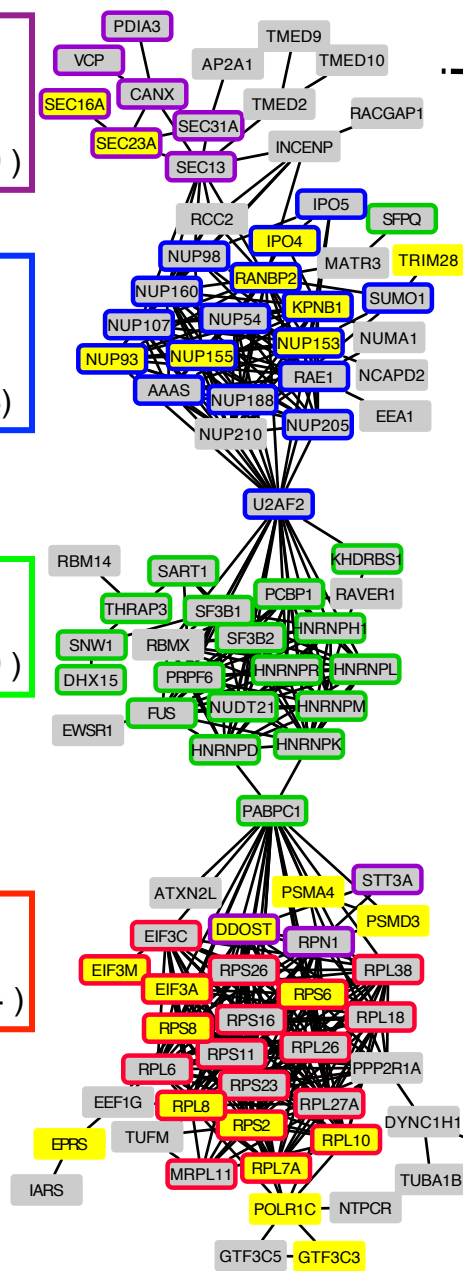 PDIA3
TMED9
VCP
AP2A1
TMED10
CANX
SEC16A
TMED2
RACGAP1
SEC31A
SEC23A
INCENP
)
SEC13
IPO5
RCC2
SFPQ
IPO4
NUP98
MATR3
TRIM28
RANBP2
NUP160
SUMO1
KPNB1
NUP107
NUP54
NUMA1
NUP93
NUP155
NUP153
RAE1
NCAPD2
AAAS
NUP188
)
EEA1
NUP210
NUP205
U2AF2
RBM14
KHDRBS1
SART1
PCBP1
RAVER1
THRAP3
SF3B1
HNRNPH1
SNW1
RBMX
SF3B2
)
DHX15
PRPF6
HNRNPR
HNRNPL
FUS
NUDT21
HNRNPM
EWSR1
HNRNPD
HNRNPK
PABPC1
ATXN2L
PSMA4
STT3A
PSMD3
EIF3C
DDOST
RPN1
EIF3M
RPS26
RPL38
EIF3A
RPS6
)
RPS8
RPS16
RPL18
RPS11
RPL26
RPL6
PPP2R1A
RPS23
EEF1G
RPL8
RPL27A
RPS2
DYNC1H1
EPRS
TUFM
RPL10
MRPL11
RPL7A
TUBA1B
IARS
POLR1C
NTPCR
GTF3C5
GTF3C3